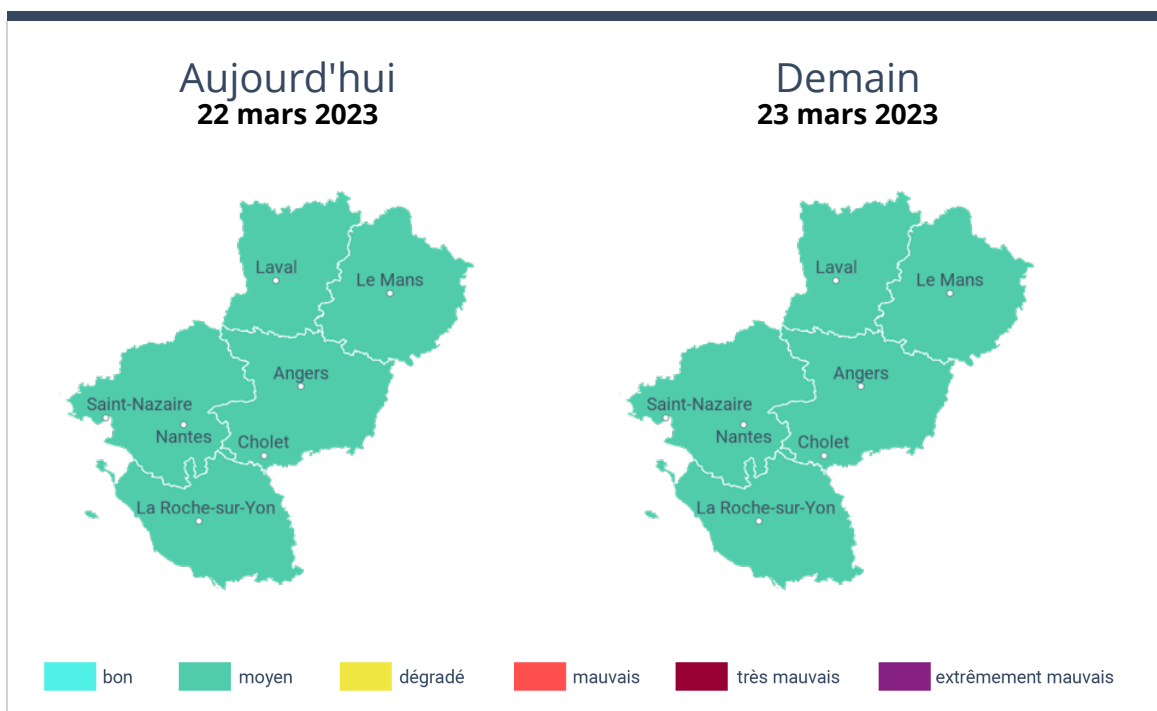 Aujourd'hui
22 mars 2023
Laval
Le Mans
Angers
Saint-Nazaire
Nantes
Cholet
La Roche-sur-Yon
Demain
23 mars 2023
Laval
Le Mans
Angers
Saint-Nazaire
Nantes
Cholet
La Roche-sur-Yon
bon
moyen
dégradé
mauvais
très mauvais
extrêmement mauvais